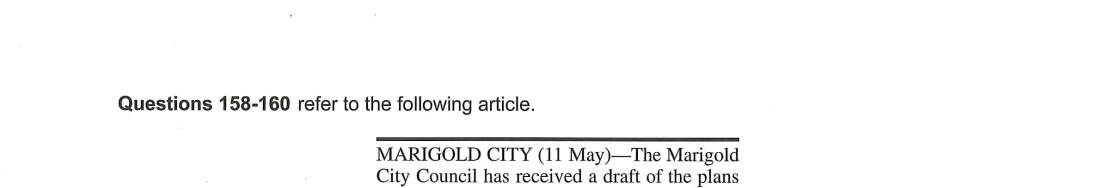 Questions 158-160 refer to the following article.
MARIGOLD CITY (11 May)—The Marigold
City Council has received a draft of the plans